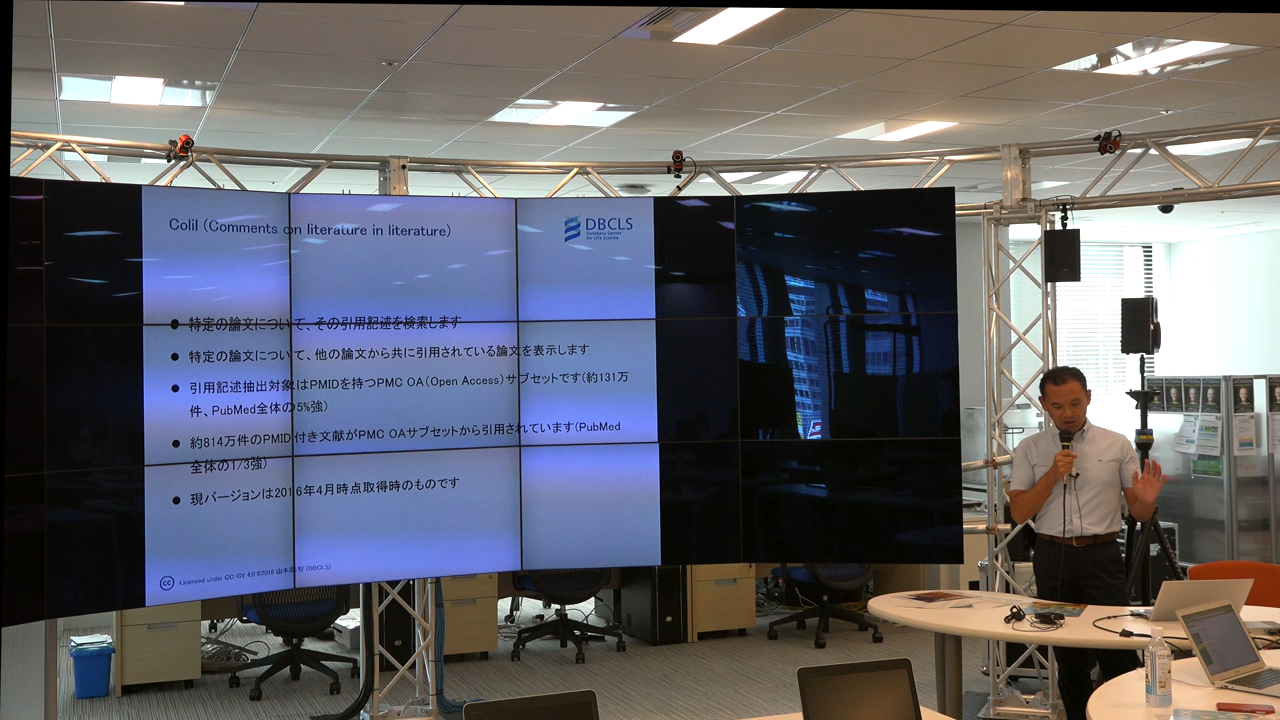 Colil (Comments on literature in literature)
DBCLS
Database Center
for Life Science
● 特定の論文について、その引用記述を検索します
● 特定の論文について、他の論文 引用されている論文を表示します
● 引用記述抽出対象はPMIDを持つPMC OA(Open Access)サブセットです(約131万
件、PubMed全体の5%強)
● 約814万件のPMID付き文献がPMC OAサブセットから引用されています(PubMed
全体の1/3強)
● 現バージョンは2016年4月時点取得時のものです
cc Licensed under CC-BY 4.0 ©2016 山本 智 (DBCLS)